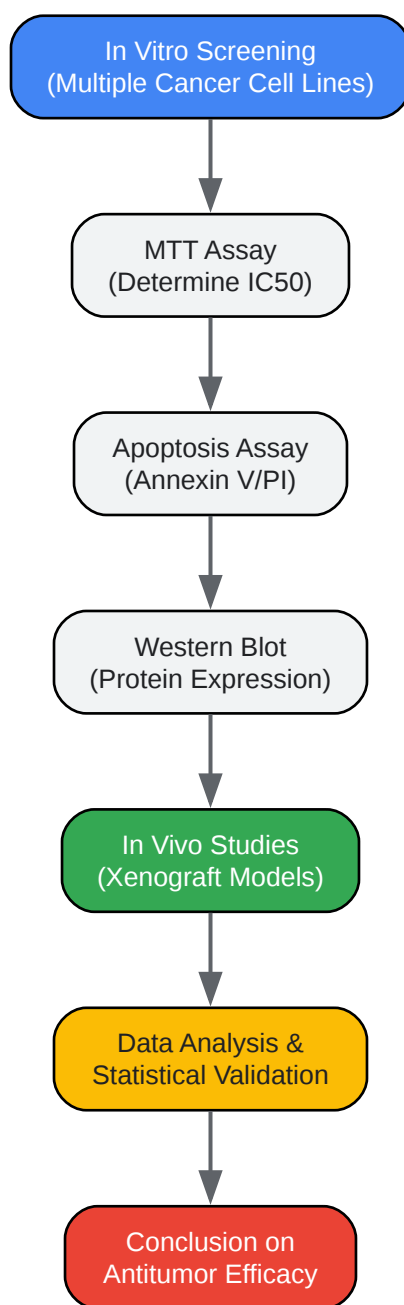 In Vitro Screening
(Multiple Cancer Cell Lines)
MTT Assay
(Determine IC50)
Apoptosis Assay
(Annexin V/PI)
Western Blot
(Protein Expression)
In Vivo Studies
(Xenograft Models)
Data Analysis &
Statistical Validation
Conclusion on
Antitumor Efficacy